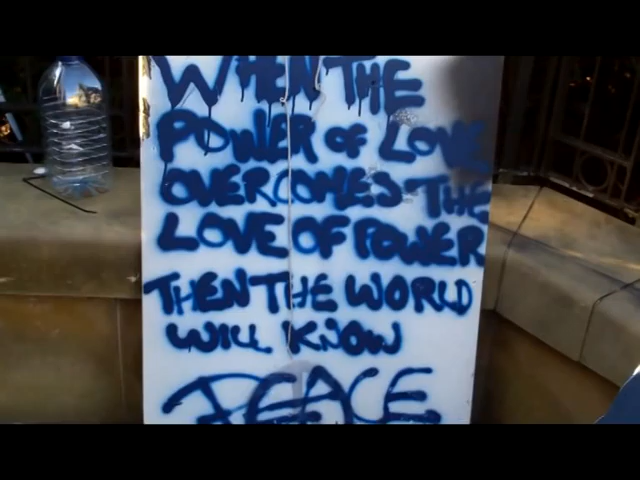 WHEN THE
POWER OF LOVE
OVERCOMES THE
LOVE OF POWER
THEN THE WORLD
WILL KNOW
PEACE